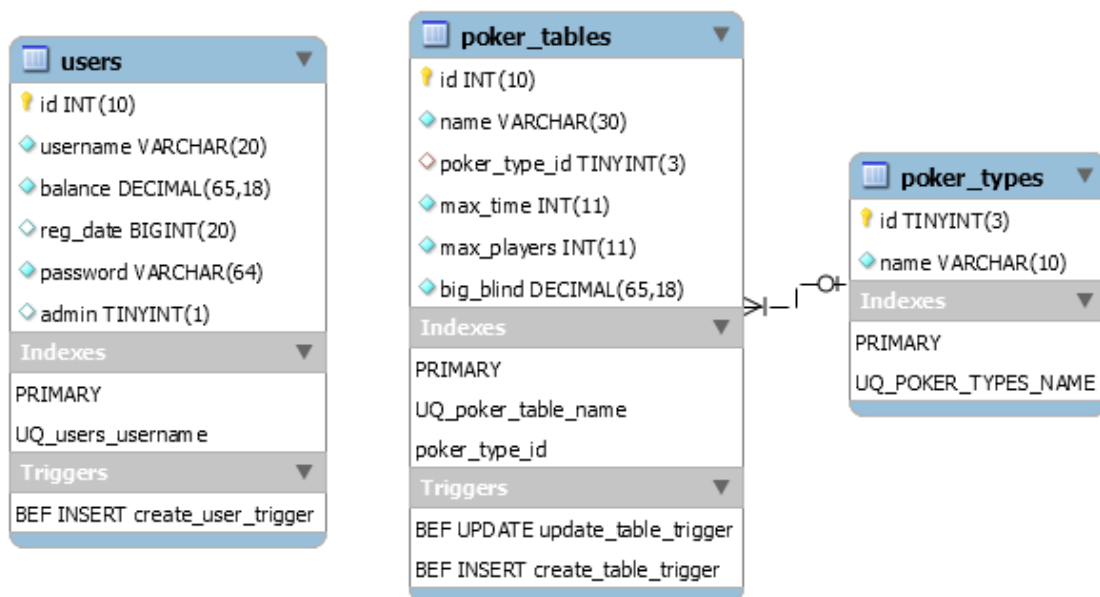 users
id INT(10)
username VARCHAR(20)
balance DECIMAL(65,18)
reg_date BIGINT(20)
password VARCHAR(64)
admin TINYINT(1)
Indexes
PRIMARY
UQ_users_username
Triggers
BEF INSERT create_user_trigger
poker_tables
id INT(10)
name VARCHAR(30)
poker_type_id TINYINT(3)
max_time INT(11)
max_players INT(11)
big_blind DECIMAL(65,18)
Indexes
PRIMARY
UQ_poker_table_name
poker_type_id
Triggers
BEF UPDATE update_table_trigger
BEF INSERT create_table_trigger
poker_types
id TINYINT(3)
name VARCHAR(10)
Indexes
PRIMARY
UQ_POKER_TYPES_NAME